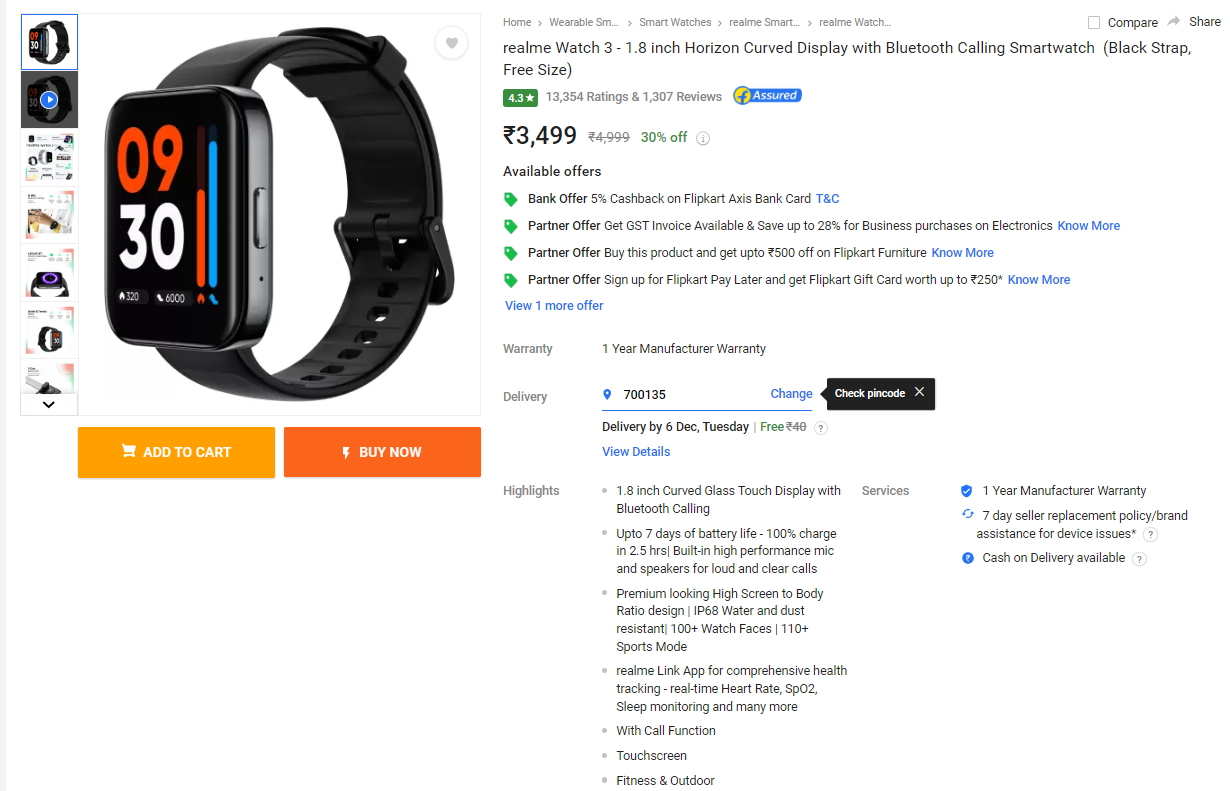 Home > Wearable Sm... > Smart Watches > realme Smart... > realme Watch...
Compare
Share
realme Watch 3 - 1.8 inch Horizon Curved Display with Bluetooth Calling Smartwatch (Black Strap,
Free Size)
4.3★ 13,354 Ratings & 1,307 Reviews
Assured
₹3,499 ₹4,999 30% off
Available offers
Bank Offer 5% Cashback on Flipkart Axis Bank Card T&C
Partner Offer Get GST Invoice Available & Save up to 28% for Business purchases on Electronics Know More
Partner Offer Buy this product and get upto ₹500 off on Flipkart Furniture Know More
Partner Offer Sign up for Flipkart Pay Later and get Flipkart Gift Card worth up to ₹250* Know More
View 1 more offer
09
30
320
6000
ADD TO CART
BUY NOW
Warranty
1 Year Manufacturer Warranty
Delivery
700135
Change
Check pincode
Delivery by 6 Dec, Tuesday | Free ₹40 ?
View Details
Highlights
1.8 inch Curved Glass Touch Display with
Bluetooth Calling
Upto 7 days of battery life - 100% charge
in 2.5 hrs| Built-in high performance mic
and speakers for loud and clear calls
Premium looking High Screen to Body
Ratio design | IP68 Water and dust
resistant| 100+ Watch Faces | 110+
Sports Mode
realme Link App for comprehensive health
tracking - real-time Heart Rate, SpO2,
Sleep monitoring and many more
With Call Function
Touchscreen
Fitness & Outdoor
Services
1 Year Manufacturer Warranty
7 day seller replacement policy/brand
assistance for device issues* ?
Cash on Delivery available ?